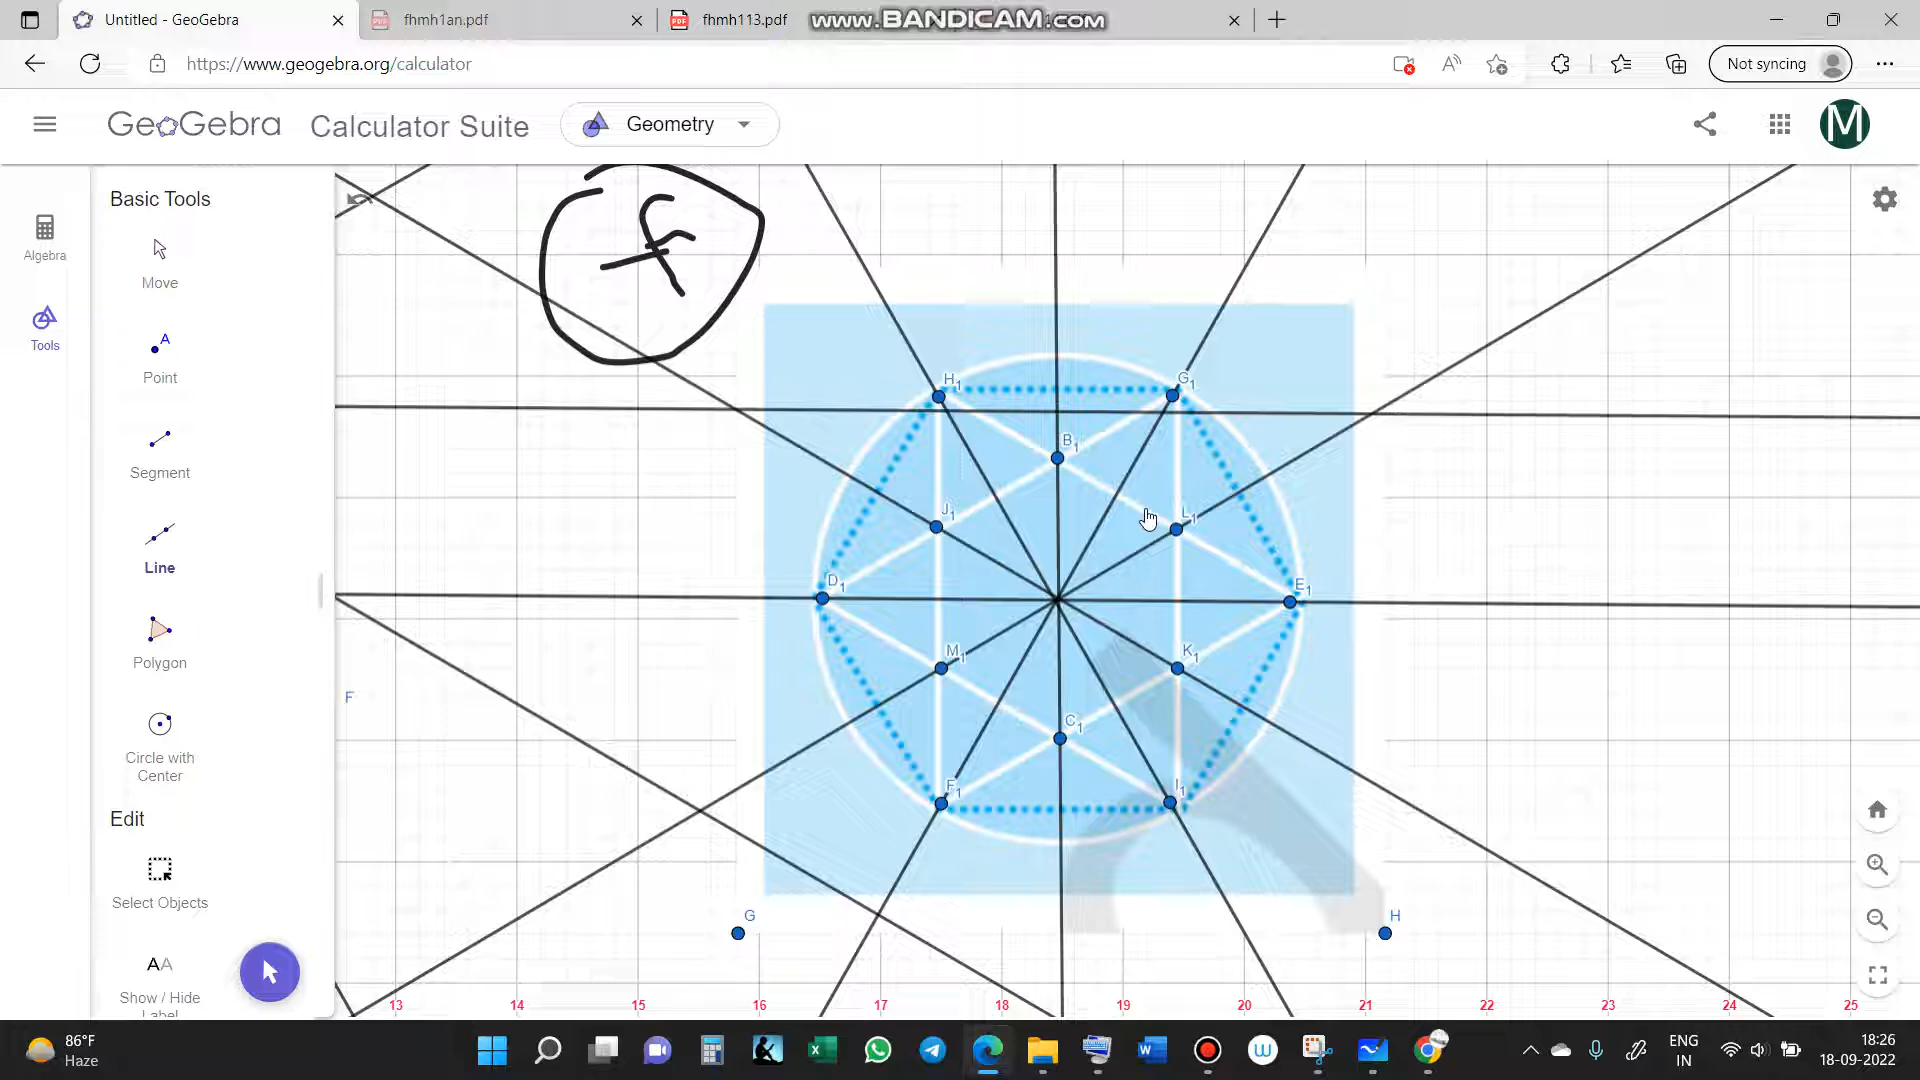 Untitled - GeoGebra
fhmh1an.pdf
fhmh113.pdf
www.BANDICAM.com
https://www.geogebra.org/calculator
Not syncing
GeoGebra
Calculator Suite
Geometry
M
Algebra
Tools
Basic Tools
Move
A
Point
Segment
Line
Polygon
Circle with
Center
Edit
Select Objects
AA
Show / Hide
Label
f
H1
G1
B1
J1
L1
D1
E1
M1
K1
F
C1
F1
I1
G
H
13 14 15 16 17 18 19 20 21 22 23 24 25
86°F
Haze
ENG
IN
18:26
18-09-2022